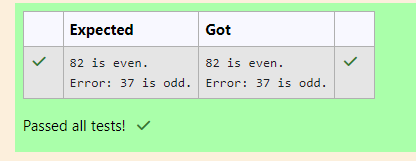 Expected Got
82 is even. 82 is even.
Error: 37 is odd. Error: 37 is odd.
Passed all tests!